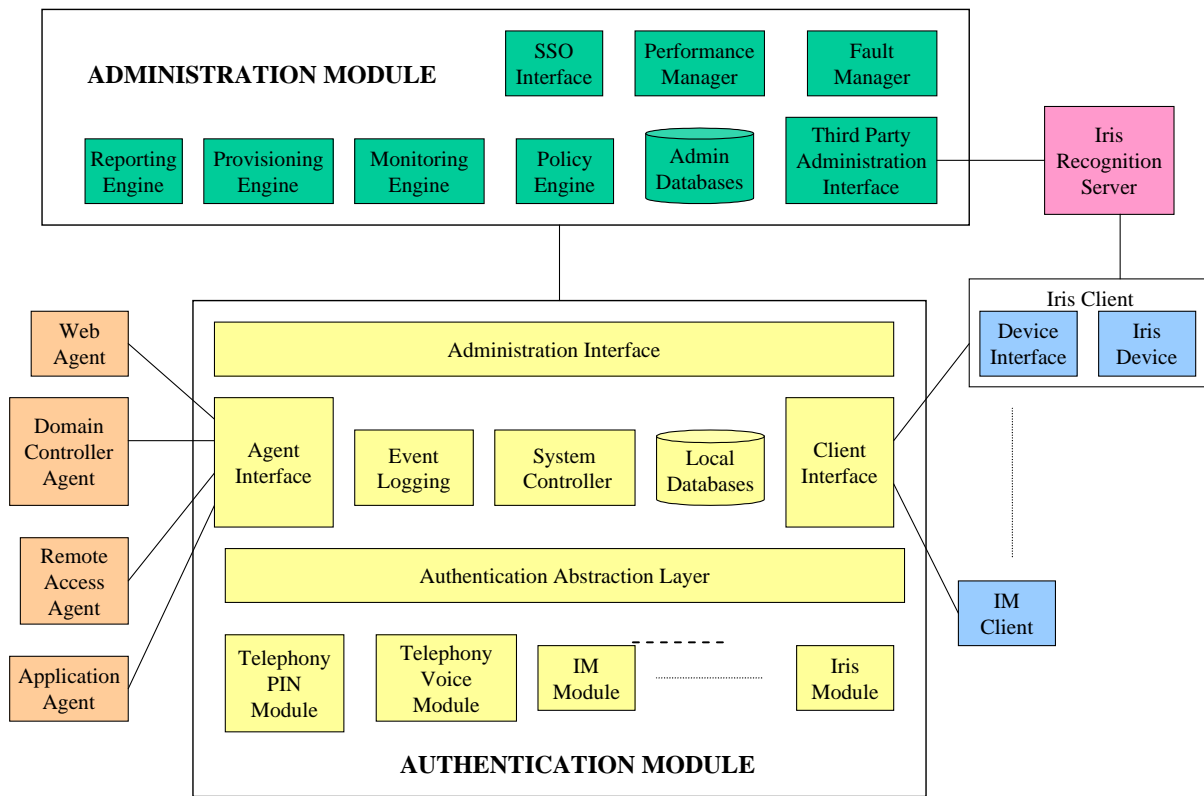 ADMINISTRATION MODULE
SSO
Interface
Performance
Manager
Fault
Manager
Reporting
Engine
Provisioning
Engine
Monitoring
Engine
Policy
Engine
Admin
Databases
Third Party
Administration
Interface
Iris
Recognition
Server
Iris Client
Device
Interface
Iris
Device
Web
Agent
Domain
Controller
Agent
Remote
Access
Agent
Application
Agent
Administration Interface
Agent
Interface
Event
Logging
System
Controller
Local
Databases
Client
Interface
Authentication Abstraction Layer
Telephony
PIN
Module
Telephony
Voice
Module
IM
Module
Iris
Module
IM
Client
AUTHENTICATION MODULE